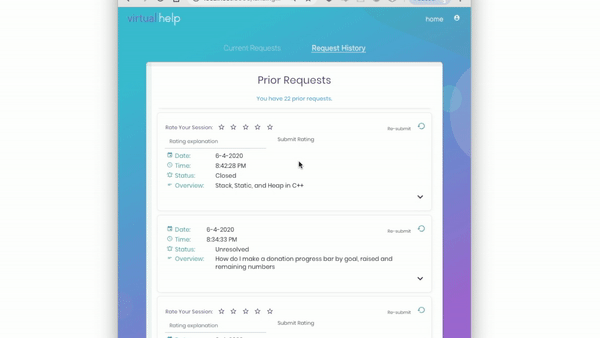 virtual help
home
Current Requests Request History
Prior Requests
You have 22 prior requests.
Rate Your Session: Re-submit
Rating explanation Submit Rating
Date: 6-4-2020
Time: 8:42:28 PM
Status: Closed
Overview: Stack, Static, and Heap in C++
Date: 6-4-2020 Re-submit
Time: 8:34:33 PM
Status: Unresolved
Overview: How do I make a donation progress bar by goal, raised and
remaining numbers
Rate Your Session: Re-submit
Rating explanation Submit Rating